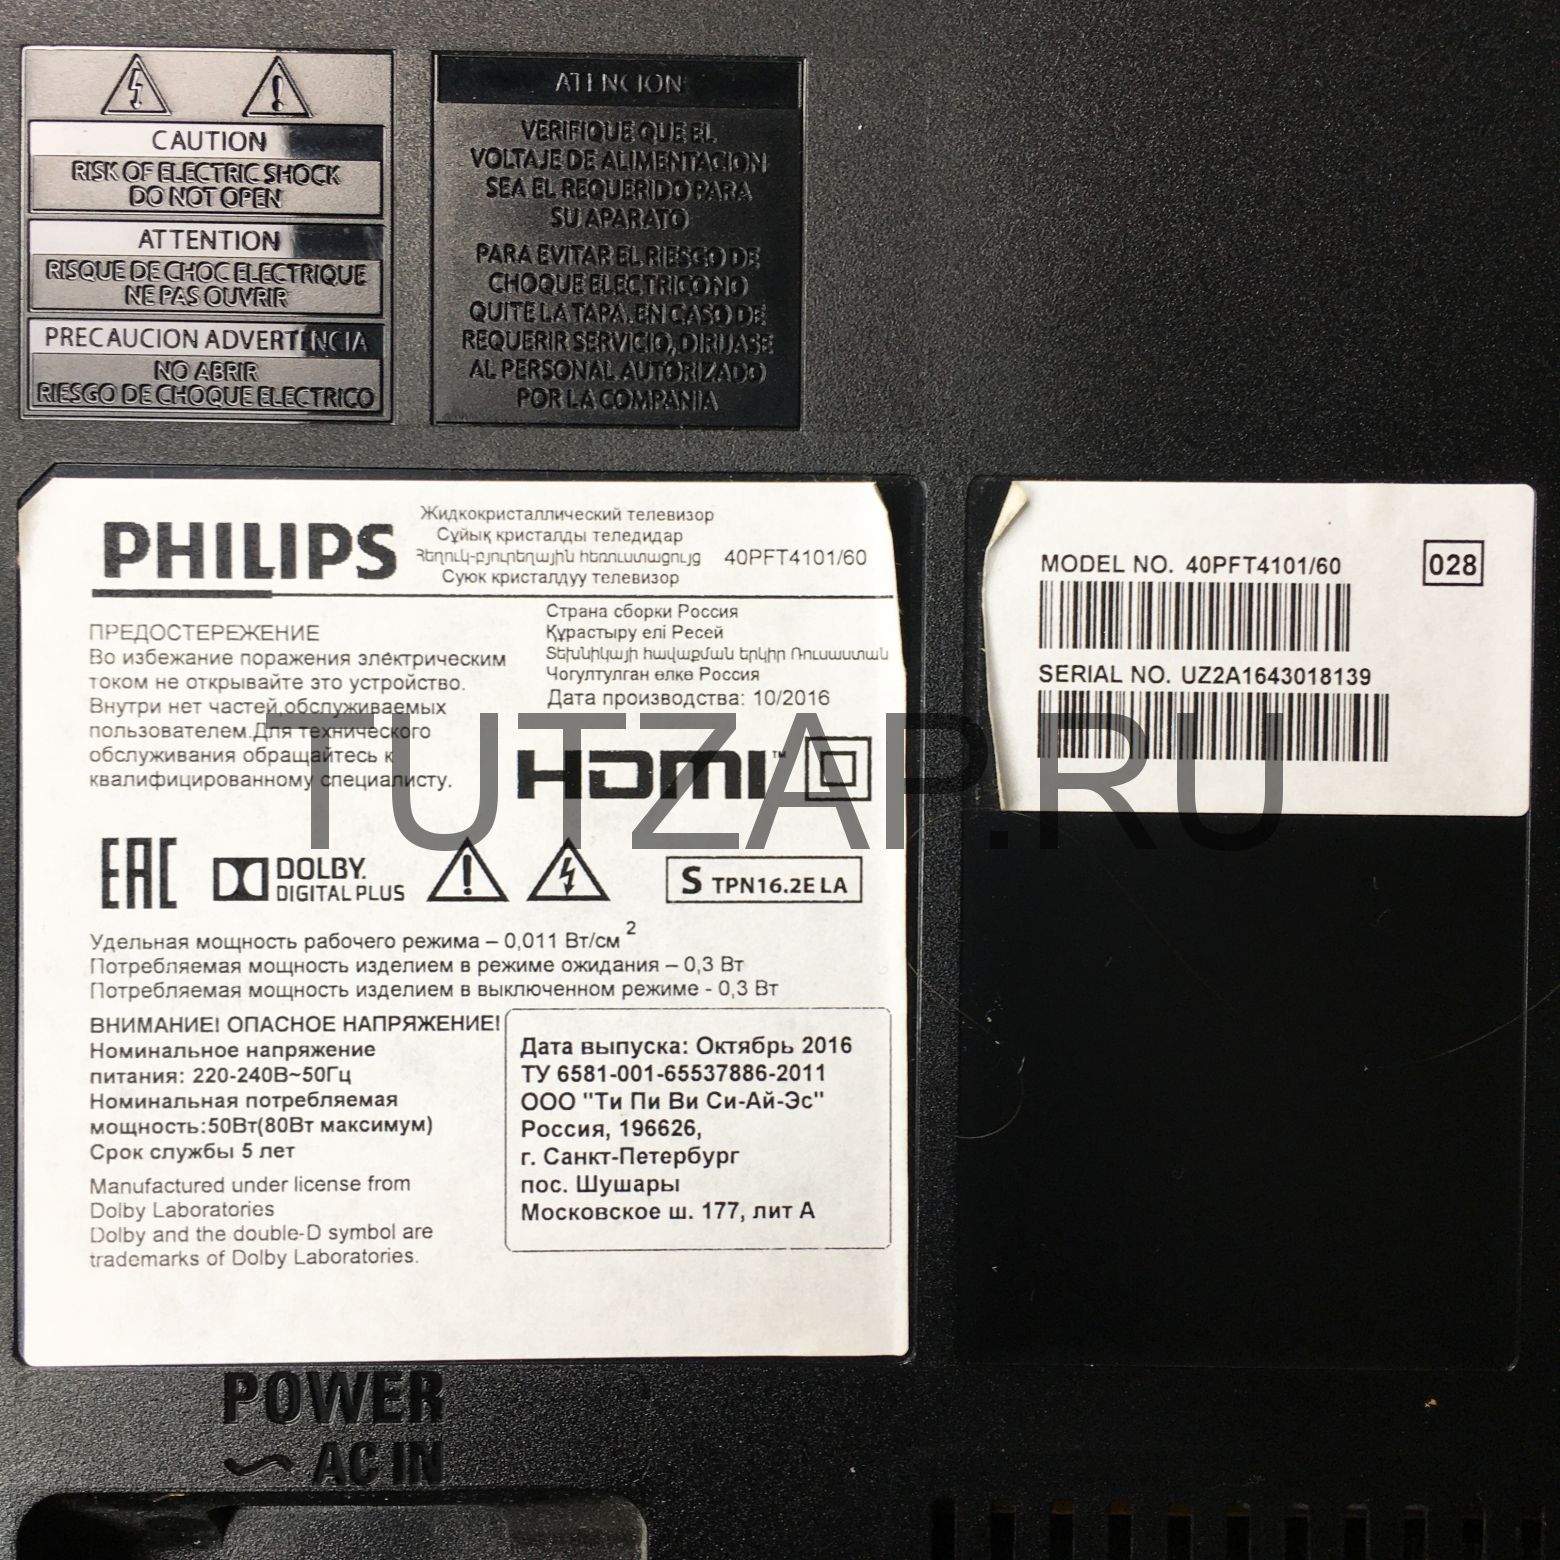 CAUTION
RISK OF ELECTRIC SHOCK
DO NOT OPEN
ATTENTION
RISQUE DE CHOC ELECTRIQUE
NE PAS OUVRIR
PRECAUCION ADVERTENCIA
NO ABRIR
RIESGO DE CHOQUE ELECTRICO
ATENCION
VERIFIQUE QUE EL
VOLTAJE DE ALIMENTACION
SEA EL REQUERIDO PARA
SU APARATO
PARA EVITAR EL RIESGO DE
CHOQUE ELECTRICO NO
QUITE LA TAPA. EN CASO DE
REQUERIR SERVICIO, DIRIJASE
AL PERSONAL AUTORIZADO
POR LA COMPANIA
PHILIPS
Жидкокристаллический телевизор
Сұйық кристалды теледидар
Հեղուկ-բյուրեղային հեռուստացույց
40PFT4101/60
Суюк кристалдуу телевизор
Страна сборки Россия
Құрастыру елі Ресей
Տեխնիկայի հավաքման երկիր Ռուսաստան
Чогултулган өлкө Россия
Дата производства: 10/2016
ПРЕДОСТЕРЕЖЕНИЕ
Во избежание поражения электрическим
током не открывайте это устройство.
Внутри нет частей,обслуживаемых
пользователем.Для технического
обслуживания обращайтесь к
квалифицированному специалисту.
HDMI™
EAC
DOLBY.
DIGITAL PLUS
S TPN16.2E LA
Удельная мощность рабочего режима – 0,011 Вт/см 2
Потребляемая мощность изделием в режиме ожидания – 0,3 Вт
Потребляемая мощность изделием в выключенном режиме - 0,3 Вт
ВНИМАНИЕ! ОПАСНОЕ НАПРЯЖЕНИЕ!
Номинальное напряжение
питания: 220-240В~50Гц
Номинальная потребляемая
мощность:50Вт(80Вт максимум)
Срок службы 5 лет
Manufactured under license from
Dolby Laboratories
Dolby and the double-D symbol are
trademarks of Dolby Laboratories.
Дата выпуска: Октябрь 2016
ТУ 6581-001-65537886-2011
ООО "Ти Пи Ви Си-Ай-Эс"
Россия, 196626,
г. Санкт-Петербург
пос. Шушары
Московское ш. 177, лит А
MODEL NO. 40PFT4101/60
028
SERIAL NO. UZ2A1643018139
TUTZAP.RU
POWER
~ AC IN